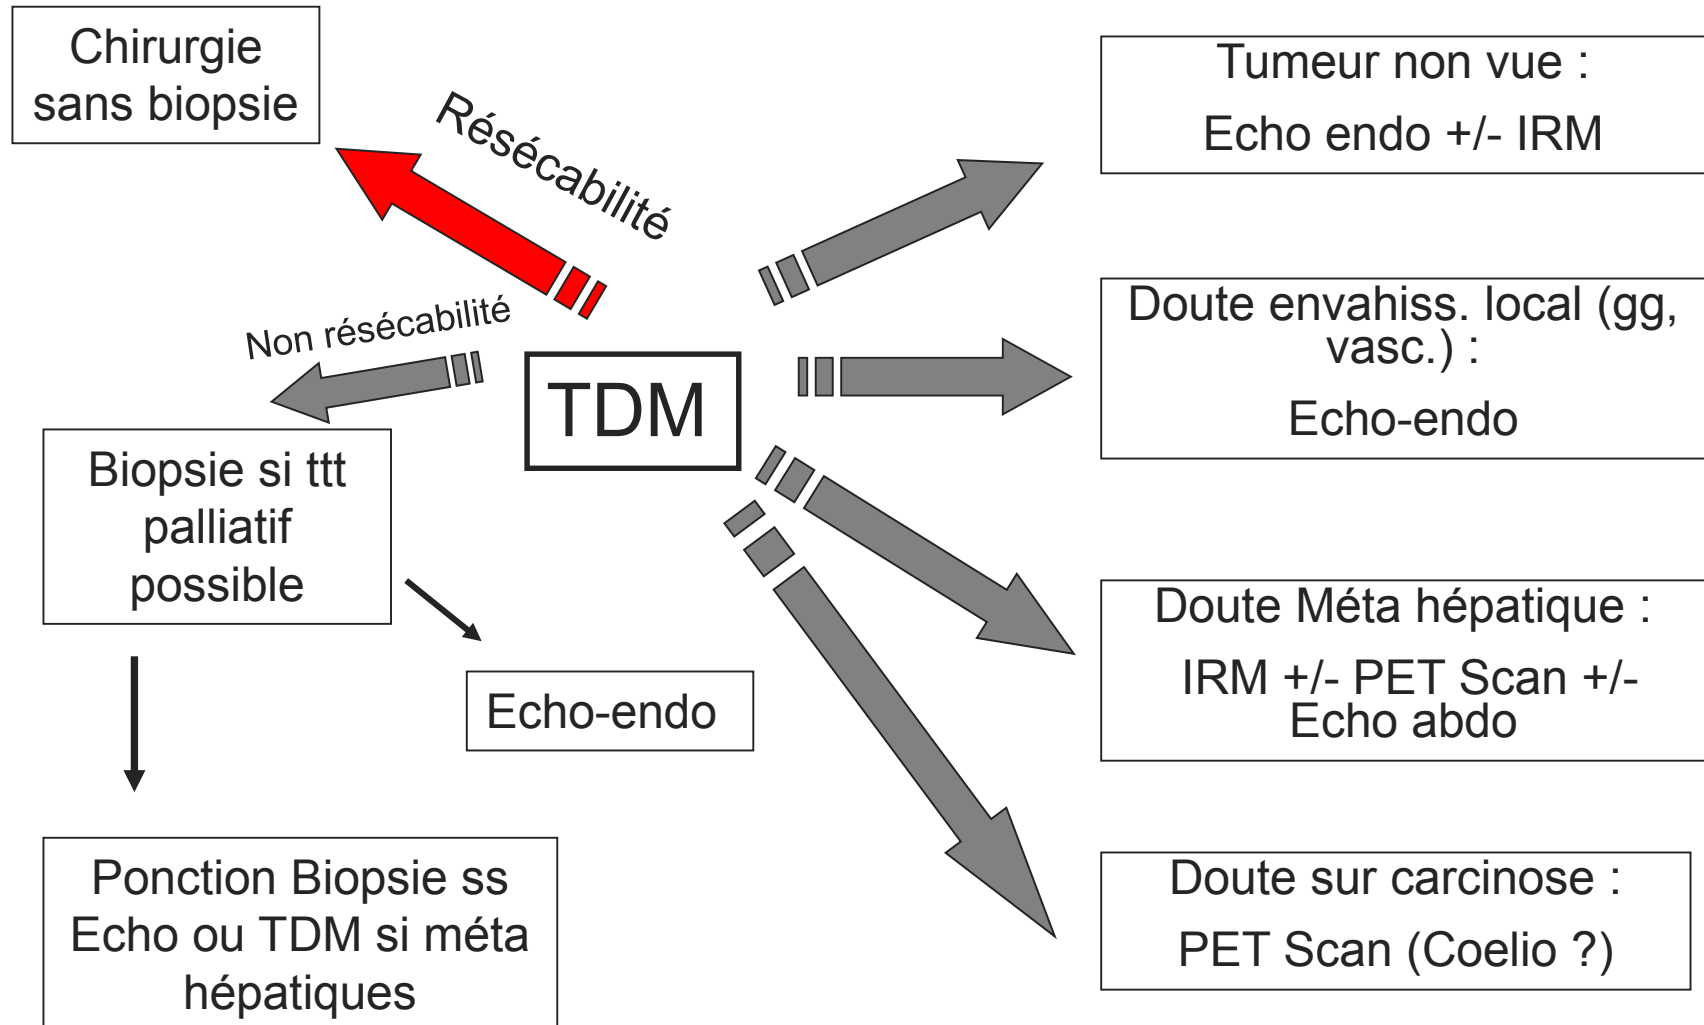 Chirurgie
sans biopsie
Résécabilité
Non résécabilité
TDM
Biopsie si ttt
palliatif
possible
Echo-endo
Ponction Biopsie ss
Echo ou TDM si méta
hépatiques
Tumeur non vue :
Echo endo +/- IRM
Doute envahiss. local (gg,
vasc.) :
Echo-endo
Doute Méta hépatique :
IRM +/- PET Scan +/-
Echo abdo
Doute sur carcinose :
PET Scan (Coelio ?)